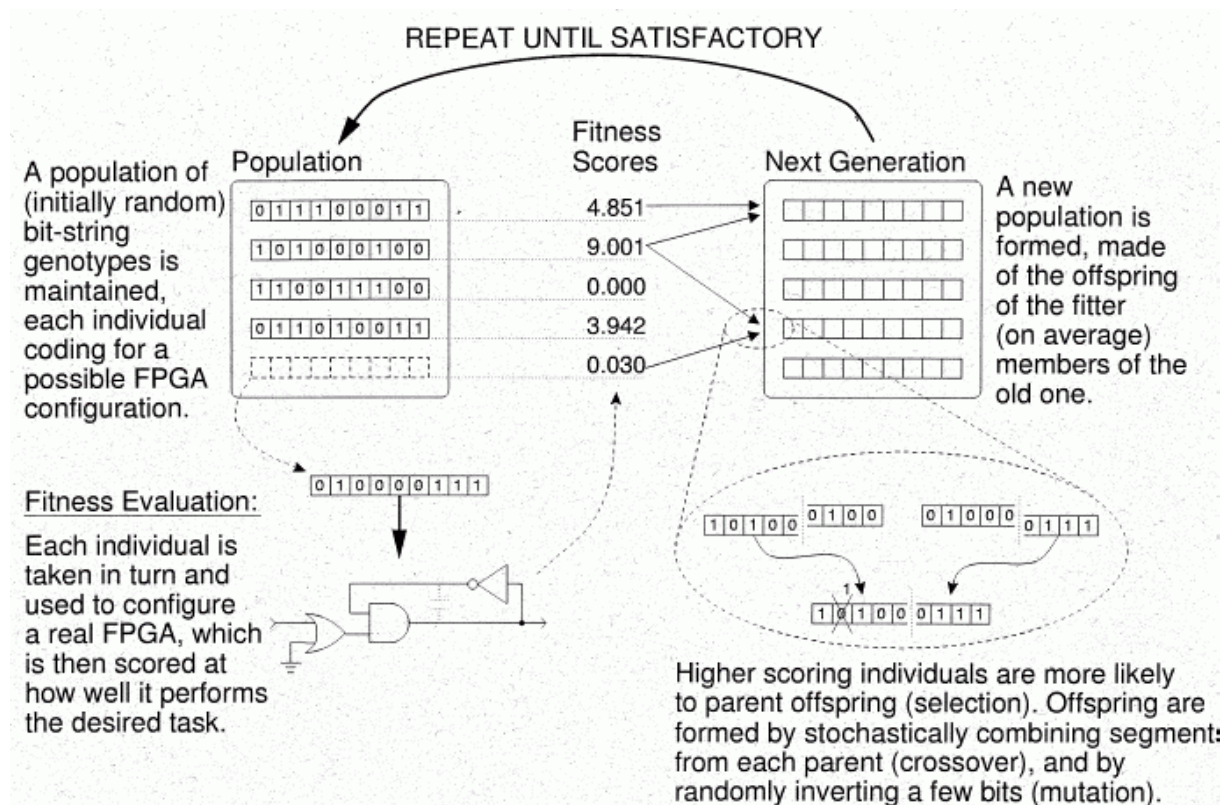 REPEAT UNTIL SATISFACTORY
A population of
(initially random)
bit-string
genotypes is
maintained,
each individual
coding for a
possible FPGA
configuration.
Population
0 1 1 1 0 0 0 1 1
1 0 1 0 0 0 1 0 0
1 1 0 0 1 1 1 0 0
0 1 1 0 1 0 0 1 1
Fitness
Scores
4.851
9.001
0.000
3.942
0.030
Next Generation
A new
population is
formed, made
of the offspring
of the fitter
(on average)
members of the
old one.
0 1 0 0 0 0 1 1 1
Fitness Evaluation:
Each individual is
taken in turn and
used to configure
a real FPGA, which
is then scored at
how well it performs
the desired task.
1 0 1 0 0 0 1 0 0
0 1 0 0 0 0 1 1 1
1
1 0 1 0 0 0 1 1 1
Higher scoring individuals are more likely
to parent offspring (selection). Offspring are
formed by stochastically combining segments
from each parent (crossover), and by
randomly inverting a few bits (mutation).